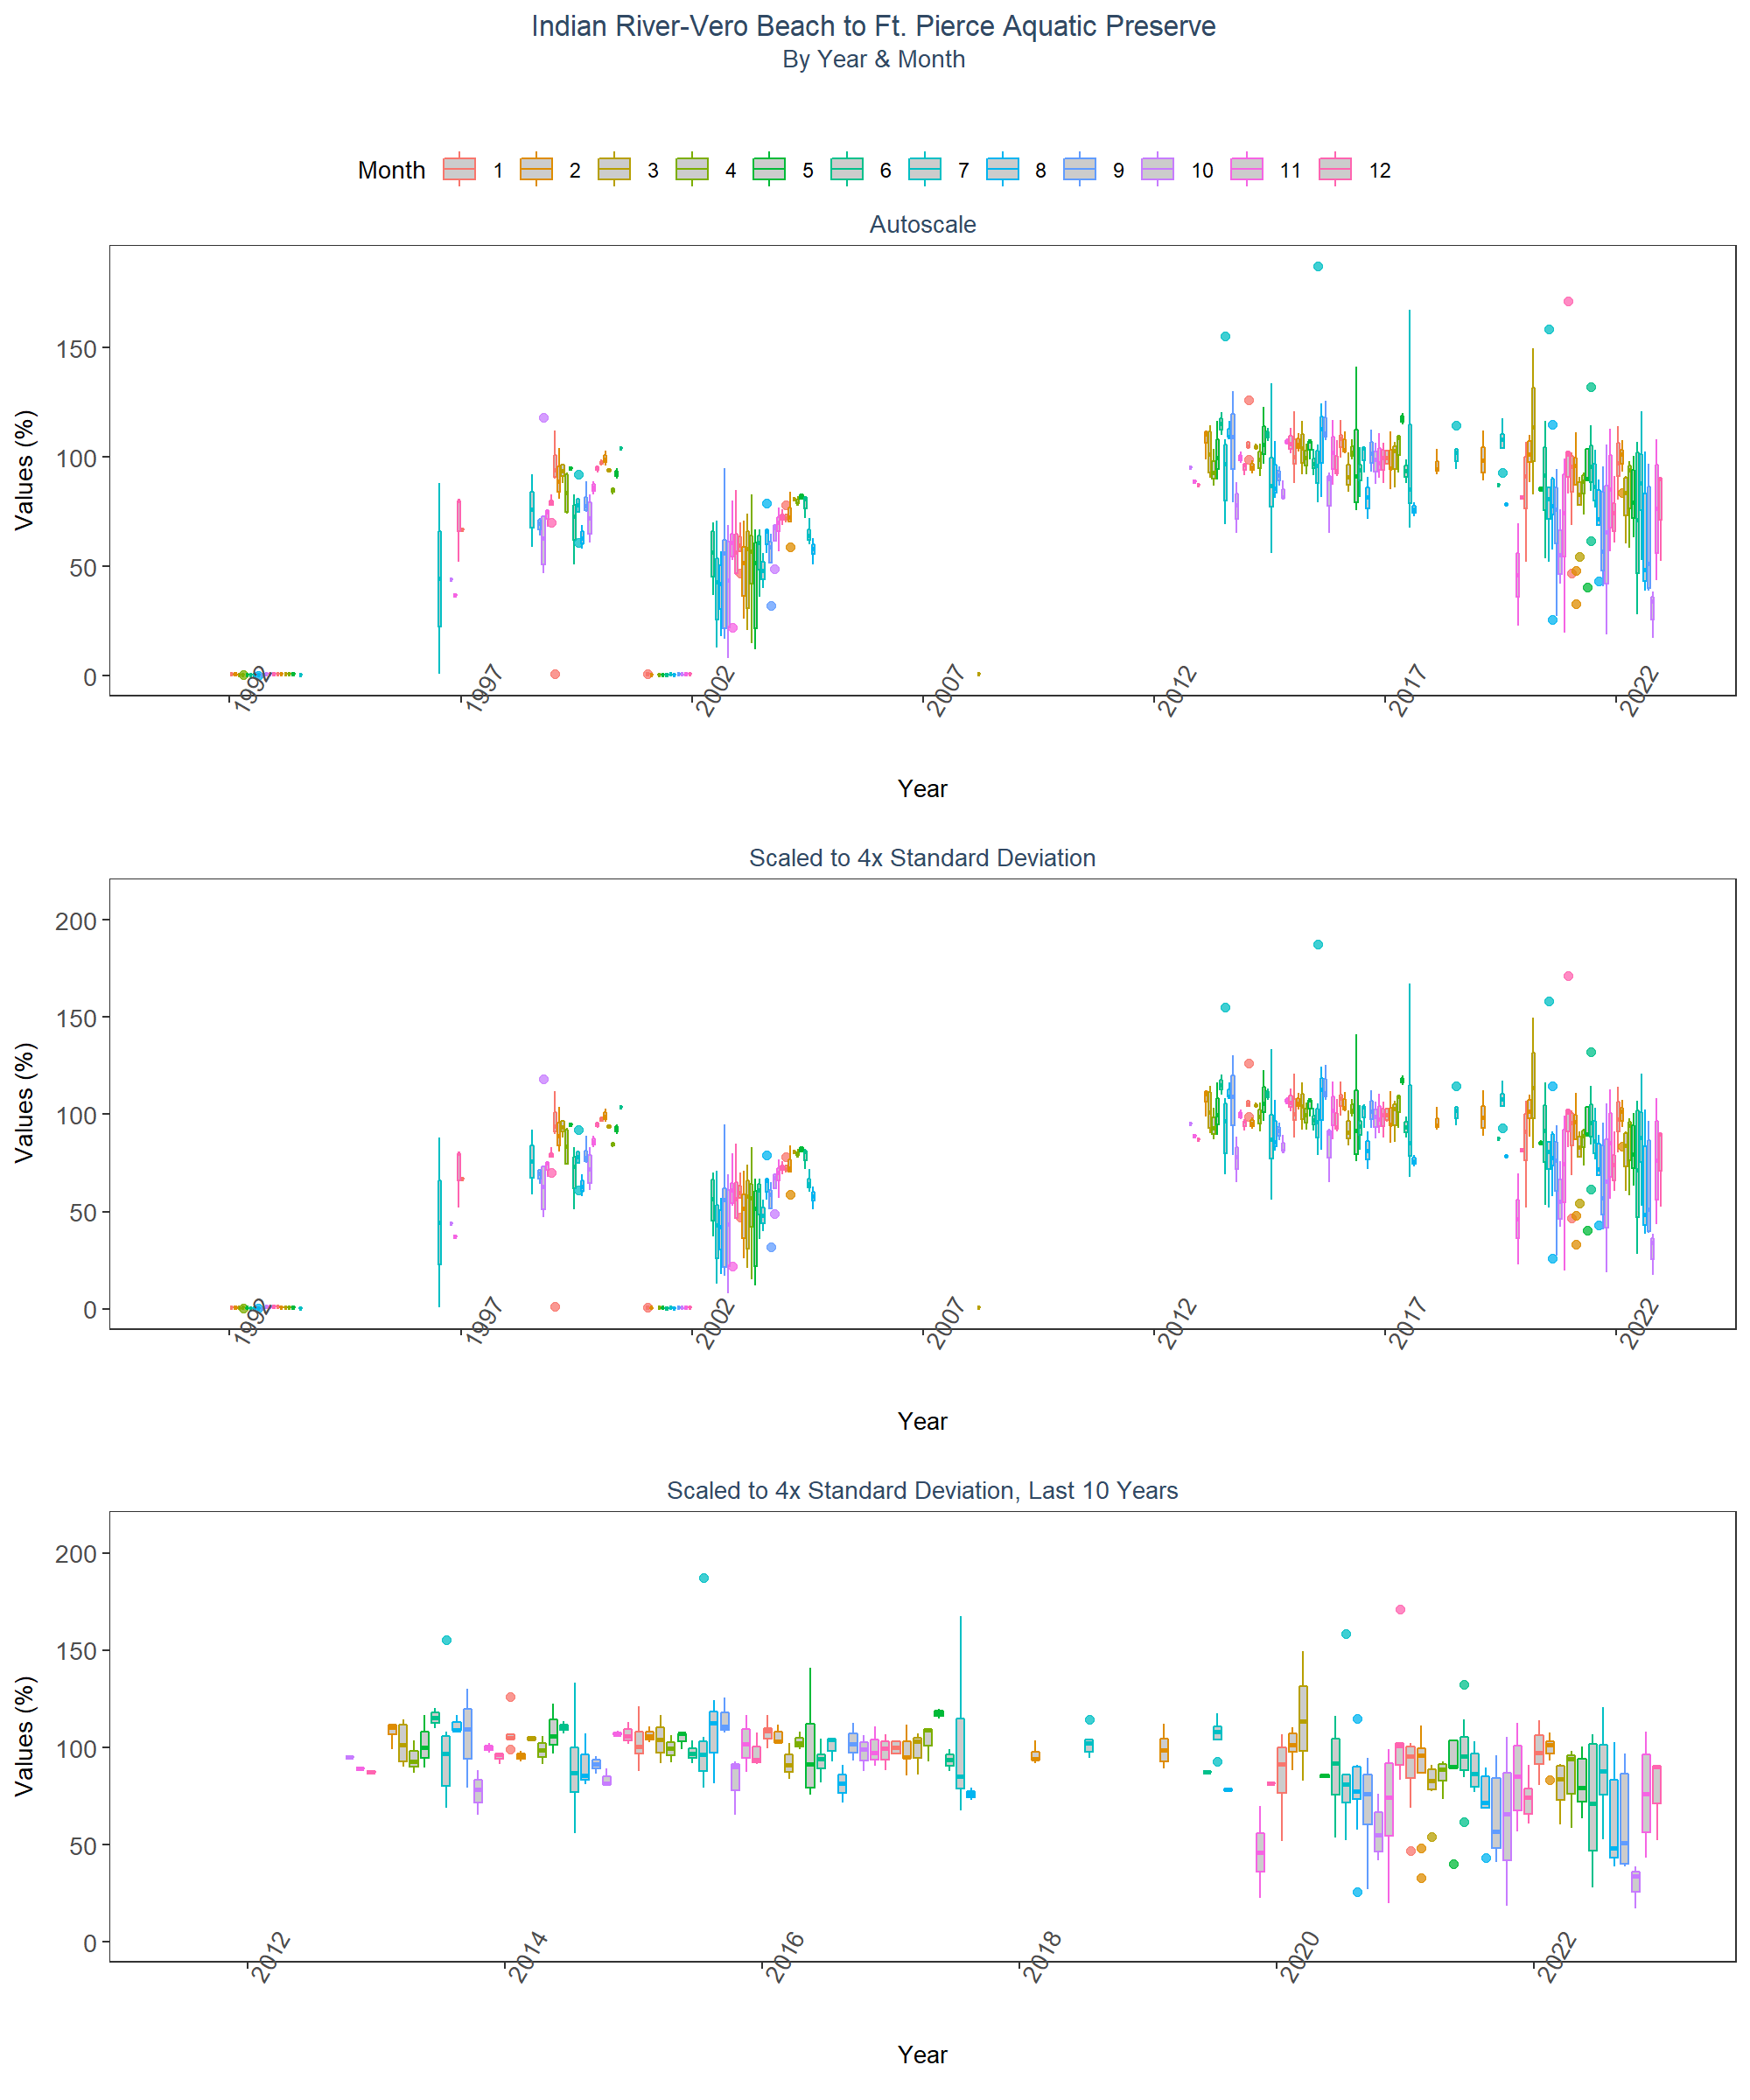 Indian River-Vero Beach to Ft. Pierce Aquatic Preserve
By Year & Month
Month 1 2 3 4 5 6 7 8 9 10 11 12
Autoscale
Values (%)
150
100
50
0
1992 1997 2002 2007 2012 2017 2022
Year
Scaled to 4x Standard Deviation
Values (%)
200
150
100
50
0
1992 1997 2002 2007 2012 2017 2022
Year
Scaled to 4x Standard Deviation, Last 10 Years
Values (%)
200
150
100
50
0
2012 2014 2016 2018 2020 2022
Year